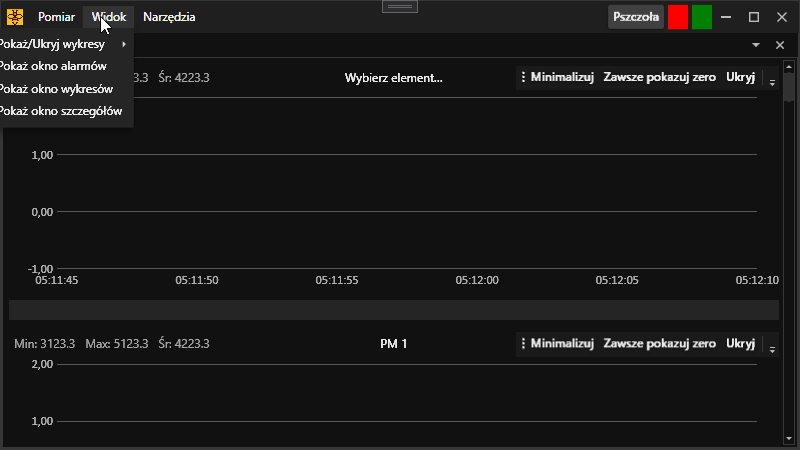 Pomiar Widok Narzędzia Pszczoła
Pokaż/Ukryj wykresy
Pokaż okno alarmów
Pokaż okno wykresów
Pokaż okno szczegółów
23.3 Śr: 4223.3 Wybierz element... Minimalizuj Zawsze pokazuj zero Ukryj
1,00
0,00
-1,00
05:11:45 05:11:50 05:11:55 05:12:00 05:12:05 05:12:10
Min: 3123.3 Max: 5123.3 Śr: 4223.3 PM 1 Minimalizuj Zawsze pokazuj zero Ukryj
2,00
1,00